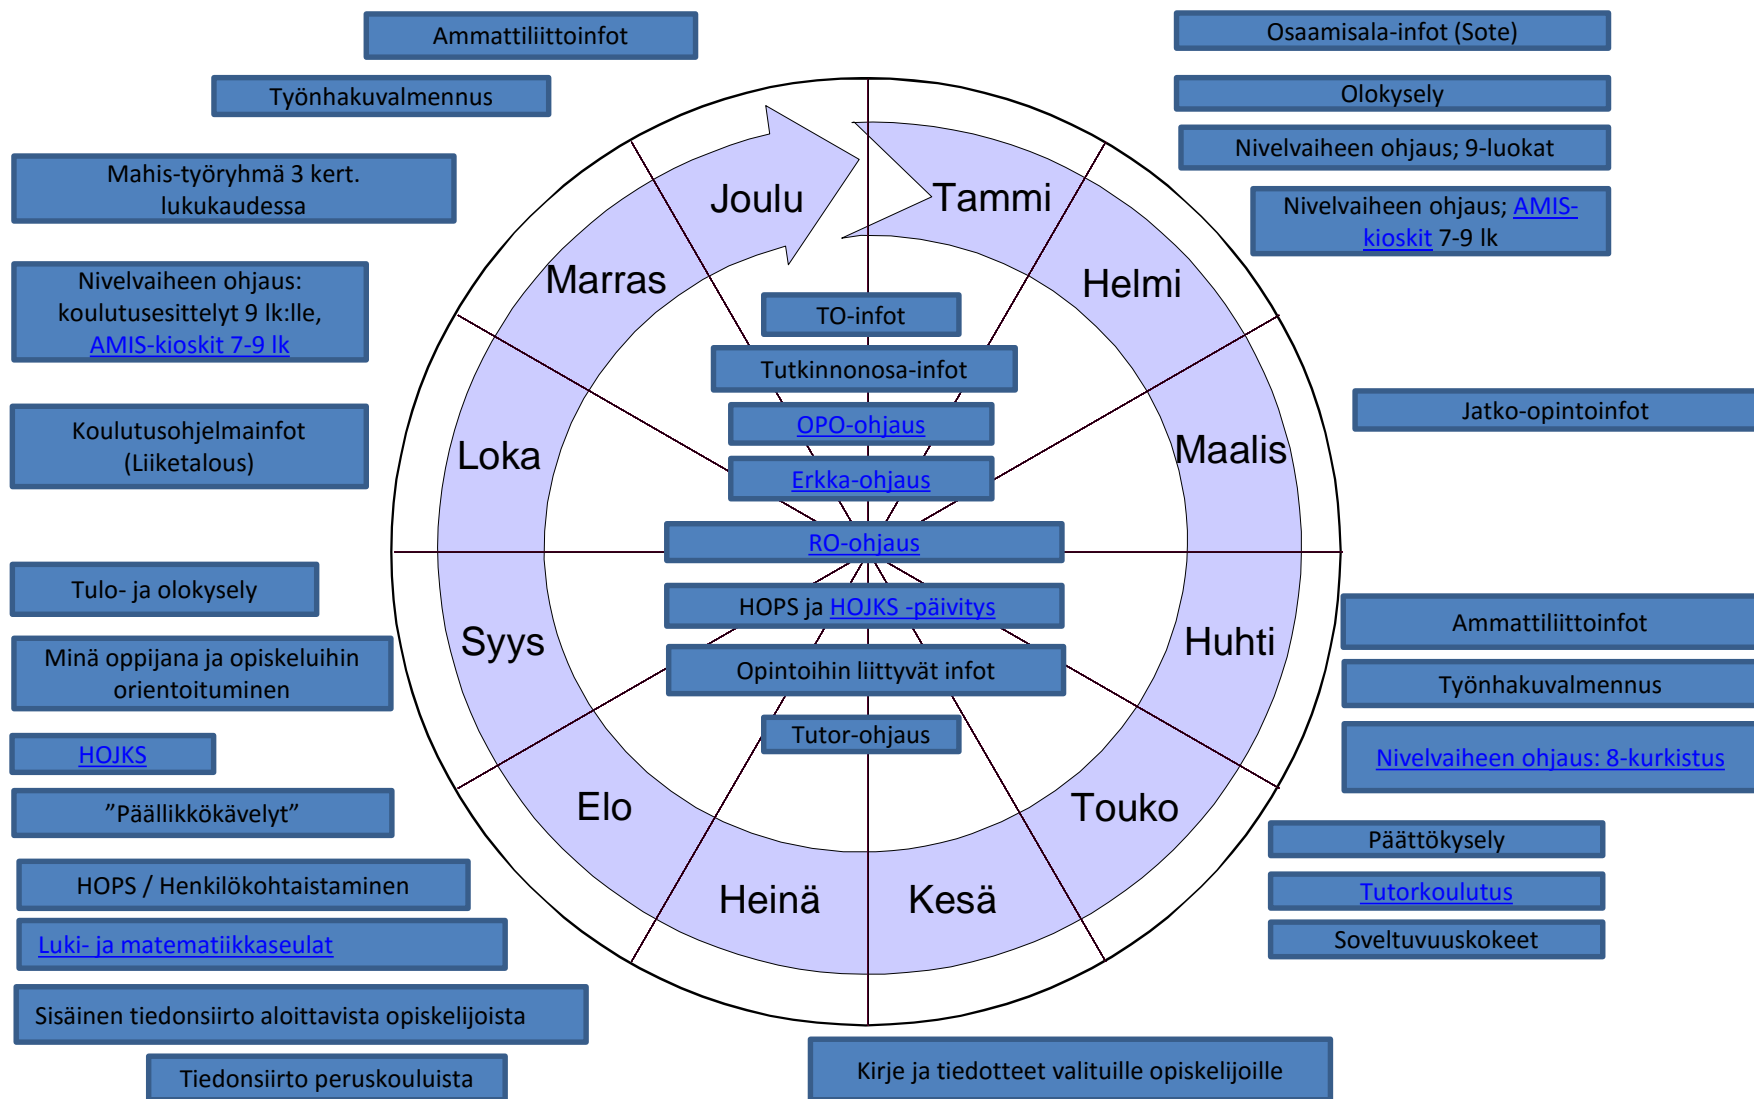 Ammattiliittoinfot
Työnhakuvalmennus
Mahis-työryhmä 3 kert.
lukukaudessa
Nivelvaiheen ohjaus:
koulutusesittelyt 9 lk:lle,
AMIS-kioskit 7-9 lk
Koulutusohjelmainfot
(Liiketalous)
Tulo- ja olokysely
Minä oppijana ja opiskeluihin
orientoituminen
HOJKS
”Päällikkökävelyt”
HOPS / Henkilökohtaistaminen
Luki- ja matematiikkaseulat
Sisäinen tiedonsiirto aloittavista opiskelijoista
Tiedonsiirto peruskouluista
Joulu
Tammi
Marras
Helmi
Loka
Maalis
Syys
Huhti
Elo
Touko
Heinä
Kesä
TO-infot
Tutkinnonosa-infot
OPO-ohjaus
Erkka-ohjaus
RO-ohjaus
HOPS ja HOJKS -päivitys
Opintoihin liittyvät infot
Tutor-ohjaus
Osaamisala-infot (Sote)
Olokysely
Nivelvaiheen ohjaus; 9-luokat
Nivelvaiheen ohjaus; AMIS-
kioskit 7-9 lk
Jatko-opintoinfot
Ammattiliittoinfot
Työnhakuvalmennus
Nivelvaiheen ohjaus: 8-kurkistus
Päättökysely
Tutorkoulutus
Soveltuvuuskokeet
Kirje ja tiedotteet valituille opiskelijoille